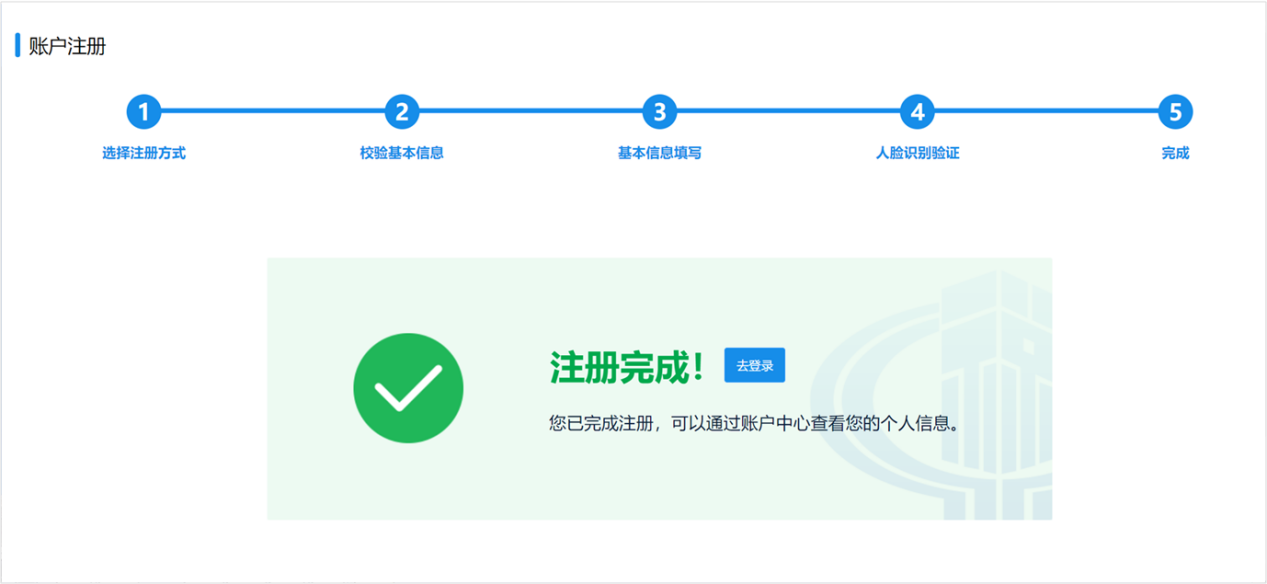 账户注册
1 2 3 4 5
选择注册方式 校验基本信息 基本信息填写 人脸识别验证 完成
注册完成！ 去登录
您已完成注册，可以通过账户中心查看您的个人信息。